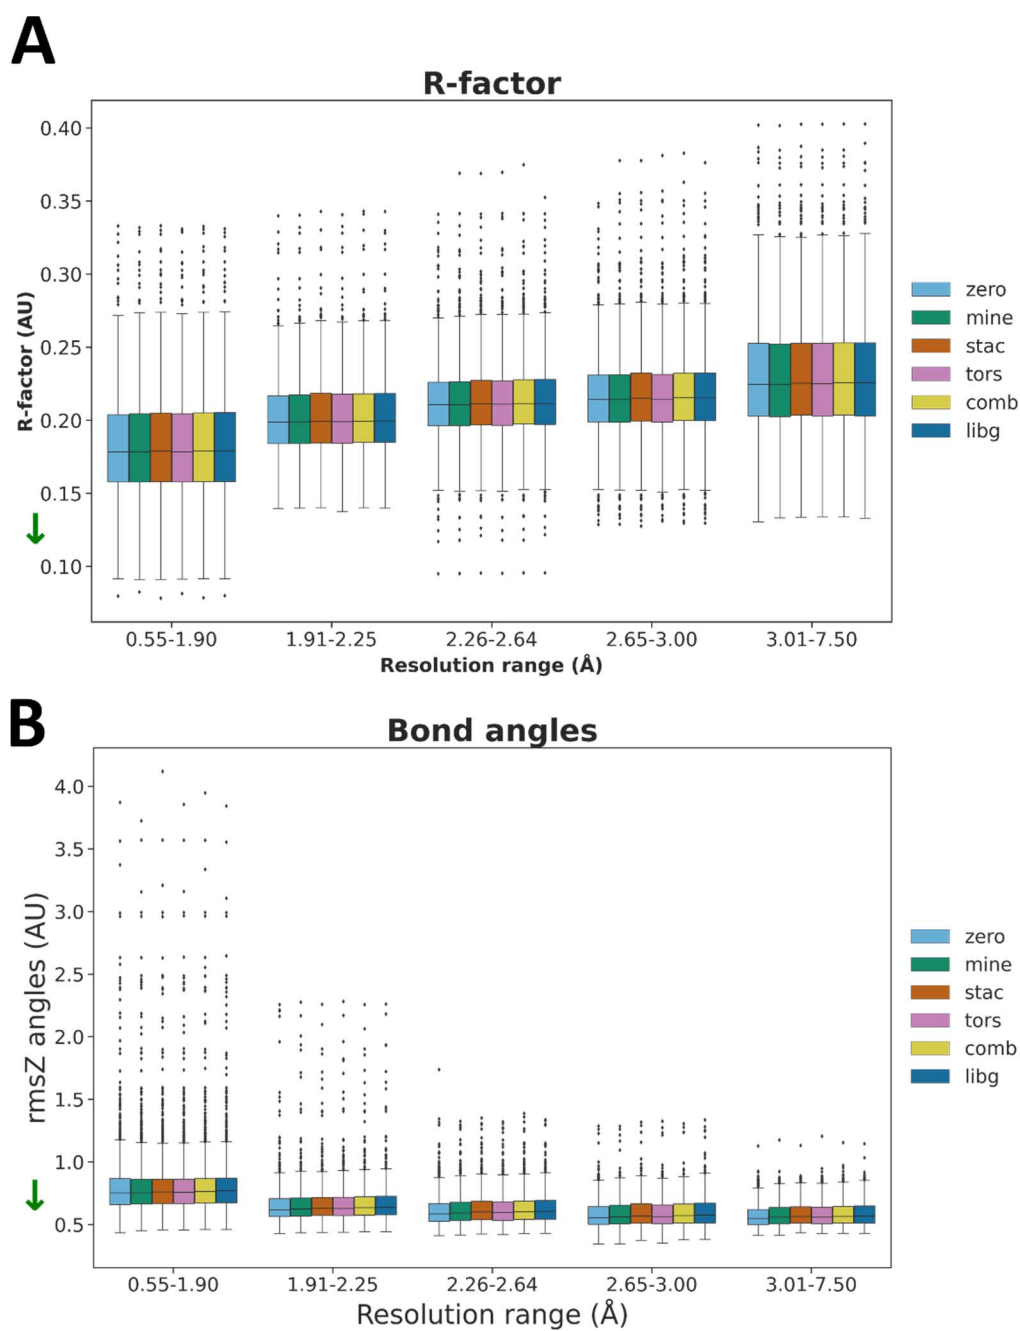 A
R-factor
0.40
0.35
0.30
0.25
0.20
0.15
0.10
R-factor (AU)
↓
0.55-1.90 1.91-2.25 2.26-2.64 2.65-3.00 3.01-7.50
Resolution range (Å)
zero
mine
stac
tors
comb
libg
B
Bond angles
4.0
3.5
3.0
2.5
2.0
1.5
1.0
0.5
rmsZ angles (AU)
↓
0.55-1.90 1.91-2.25 2.26-2.64 2.65-3.00 3.01-7.50
Resolution range (Å)
zero
mine
stac
tors
comb
libg